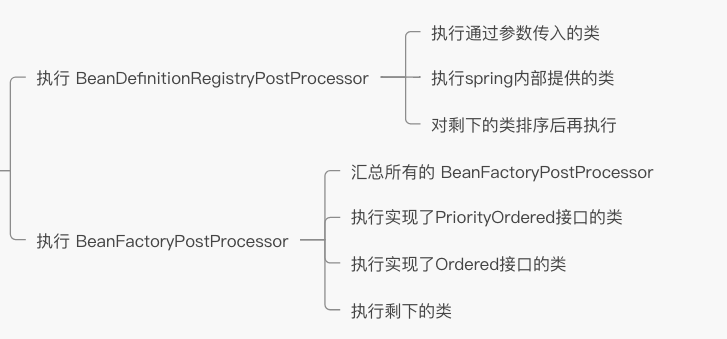 执行通过参数传入的类
执行 BeanDefinitionRegistryPostProcessor
执行spring内部提供的类
对剩下的类排序后再执行
汇总所有的 BeanFactoryPostProcessor
执行实现了PriorityOrdered接口的类
执行 BeanFactoryPostProcessor
执行实现了Ordered接口的类
执行剩下的类